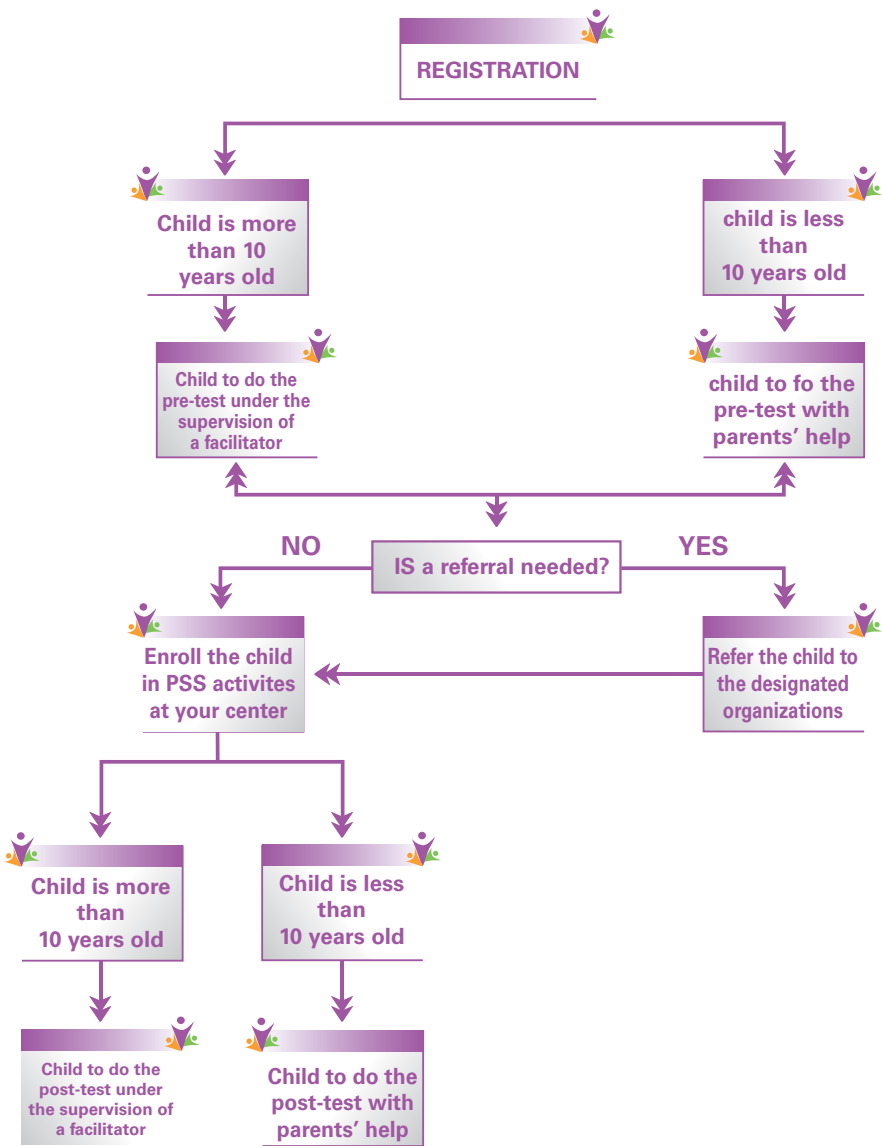 REGISTRATION
Child is more
than 10
years old
child is less
than
10 years old
Child to do the
pre-test under the
supervision of
a facilitator
child to fo the
pre-test with
parents' help
NO
IS a referral needed?
YES
Enroll the child
in PSS activites
at your center
Refer the child to
the designated
organizations
Child is more
than
10 years old
Child is less
than
10 years old
Child to do the
post-test under
the supervision of
a facilitator
Child to do the
post-test with
parents' help